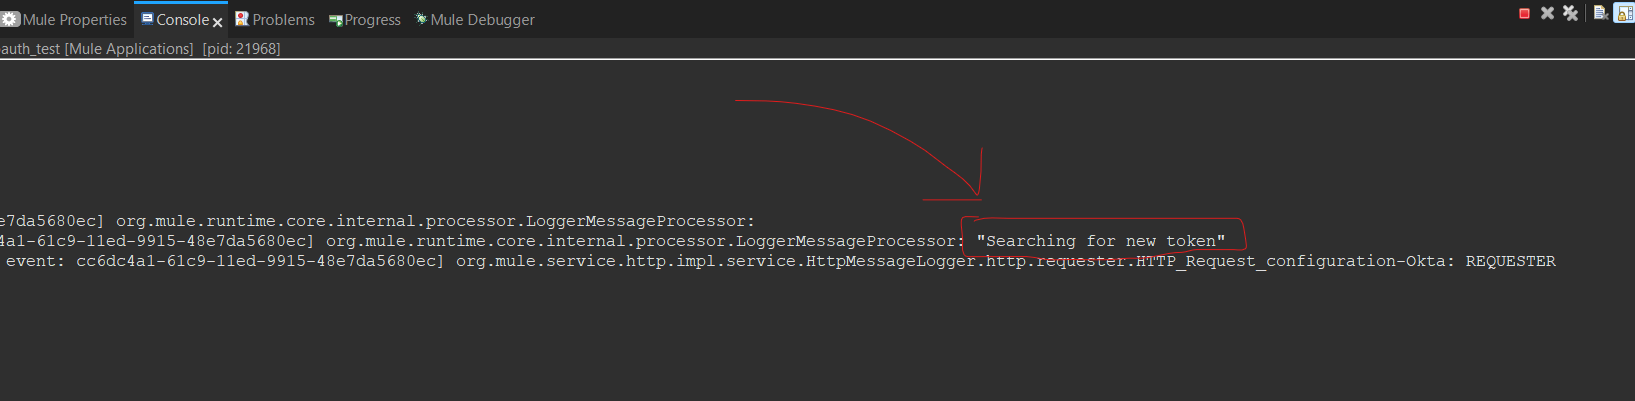 Mule Properties Console Problems Progress Mule Debugger
auth_test [Mule Applications] [pid: 21968]
e7da5680ec] org.mule.runtime.core.internal.processor.LoggerMessageProcessor:
4a1-61c9-11ed-9915-48e7da5680ec] org.mule.runtime.core.internal.processor.LoggerMessageProcessor: "Searching for new token"
event: cc6dc4a1-61c9-11ed-9915-48e7da5680ec] org.mule.service.http.impl.service.HttpMessageLogger.http.requester.HTTP_Request_configuration-Okta: REQUESTER